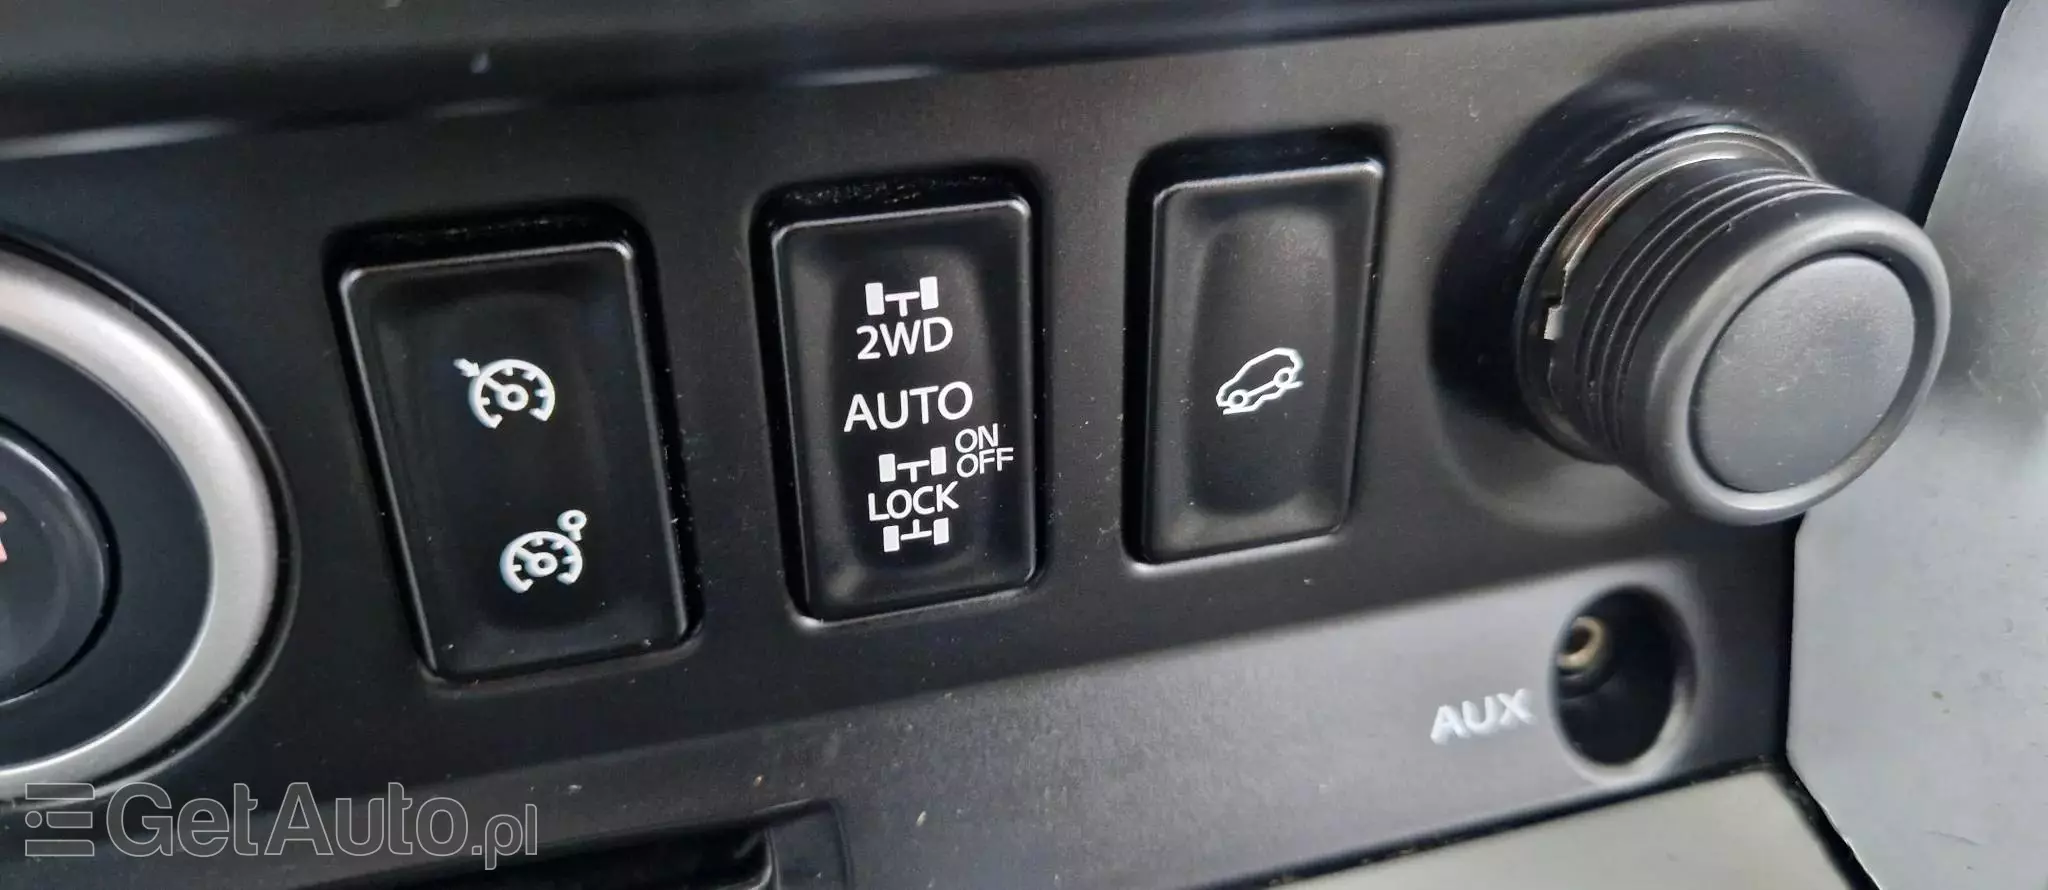 2WD
AUTO
ON
OFF
LOCK
AUX
GetAuto.pl